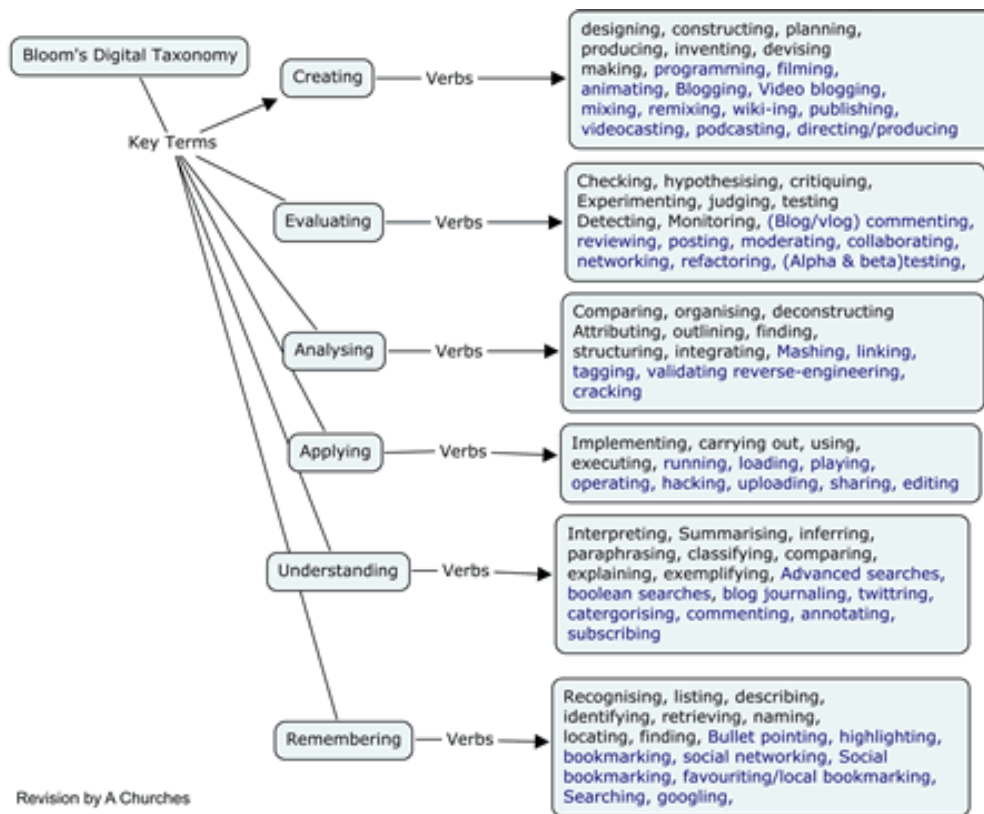 Bloom's Digital Taxonomy
Key Terms
Creating
Verbs
designing, constructing, planning,
producing, inventing, devising
making, programming, filming,
animating, Blogging, Video blogging,
mixing, remixing, wiki-ing, publishing,
videocasting, podcasting, directing/producing
Evaluating
Verbs
Checking, hypothesising, critiquing,
Experimenting, judging, testing
Detecting, Monitoring, (Blog/vlog) commenting,
reviewing, posting, moderating, collaborating,
networking, refactoring, (Alpha & beta)testing,
Analysing
Verbs
Comparing, organising, deconstructing
Attributing, outlining, finding,
structuring, integrating, Mashing, linking,
tagging, validating reverse-engineering,
cracking
Applying
Verbs
Implementing, carrying out, using,
executing, running, loading, playing,
operating, hacking, uploading, sharing, editing
Understanding
Verbs
Interpreting, Summarising, inferring,
paraphrasing, classifying, comparing,
explaining, exemplifying, Advanced searches,
boolean searches, blog journaling, twittring,
catergorising, commenting, annotating,
subscribing
Remembering
Verbs
Recognising, listing, describing,
identifying, retrieving, naming,
locating, finding, Bullet pointing, highlighting,
bookmarking, social networking, Social
bookmarking, favouriting/local bookmarking,
Searching, googling,
Revision by A Churches